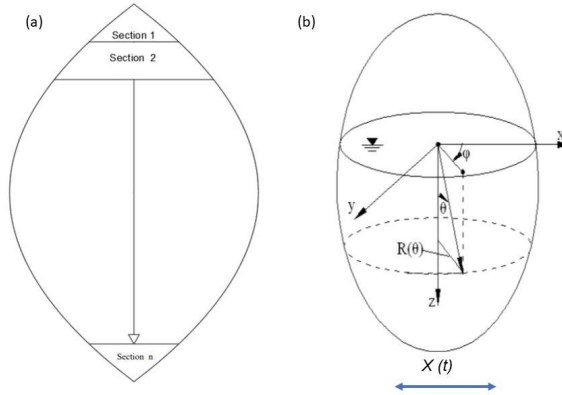 (a)
Section 1
Section 2
Section n
(b)
x
φ
θ
y
R(θ)
z
X (t)